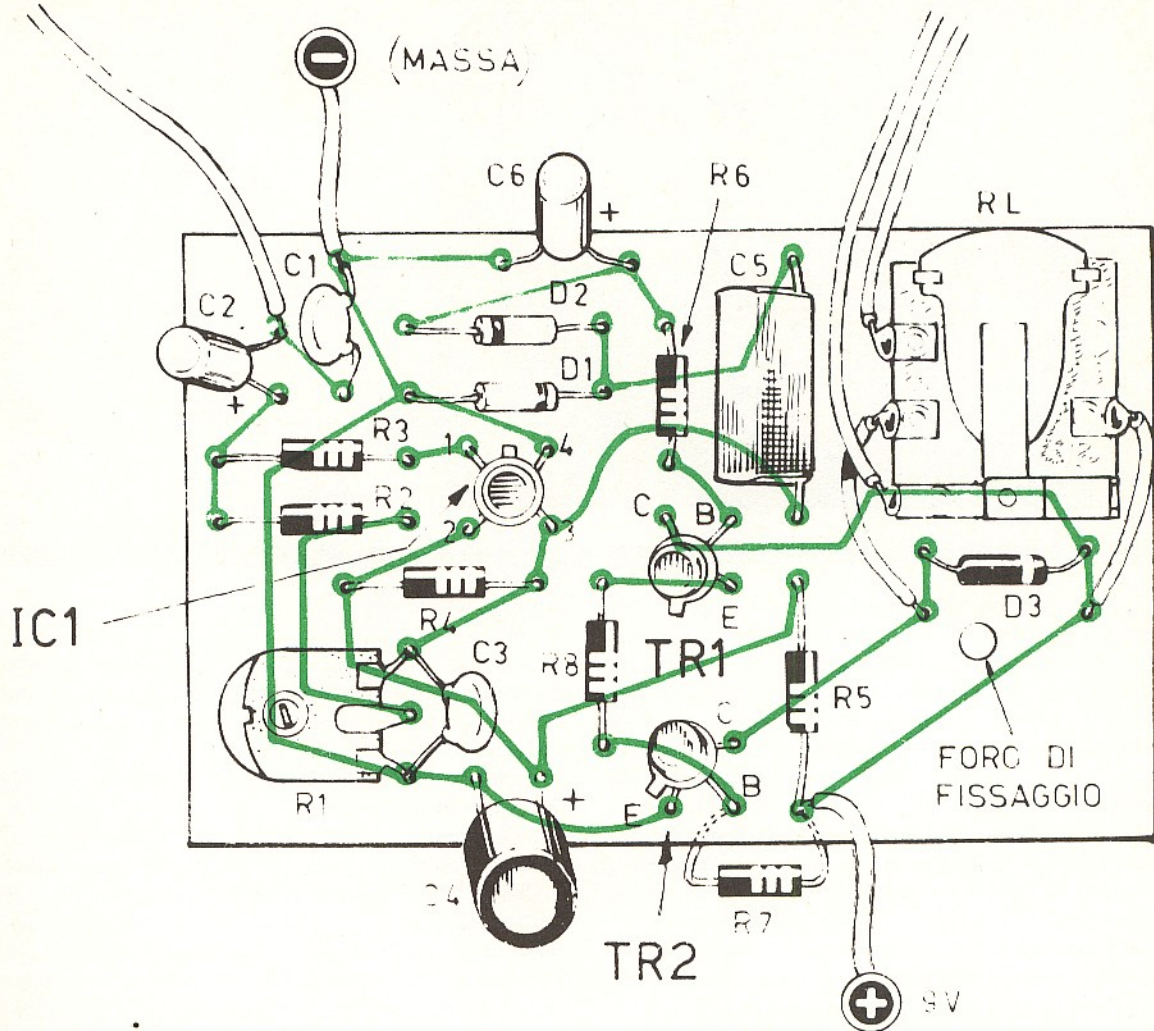 (MASSA)
C6
+
R6
RL
C1
C5
C2
D2
D1
+
R3
1
4
R2
2
3
C
B
R4
E
D3
IC1
C3
R8
TR1
R5
C
FORO DI
FISSAGGIO
R1
+
E
B
C4
R7
TR2
+ 9V